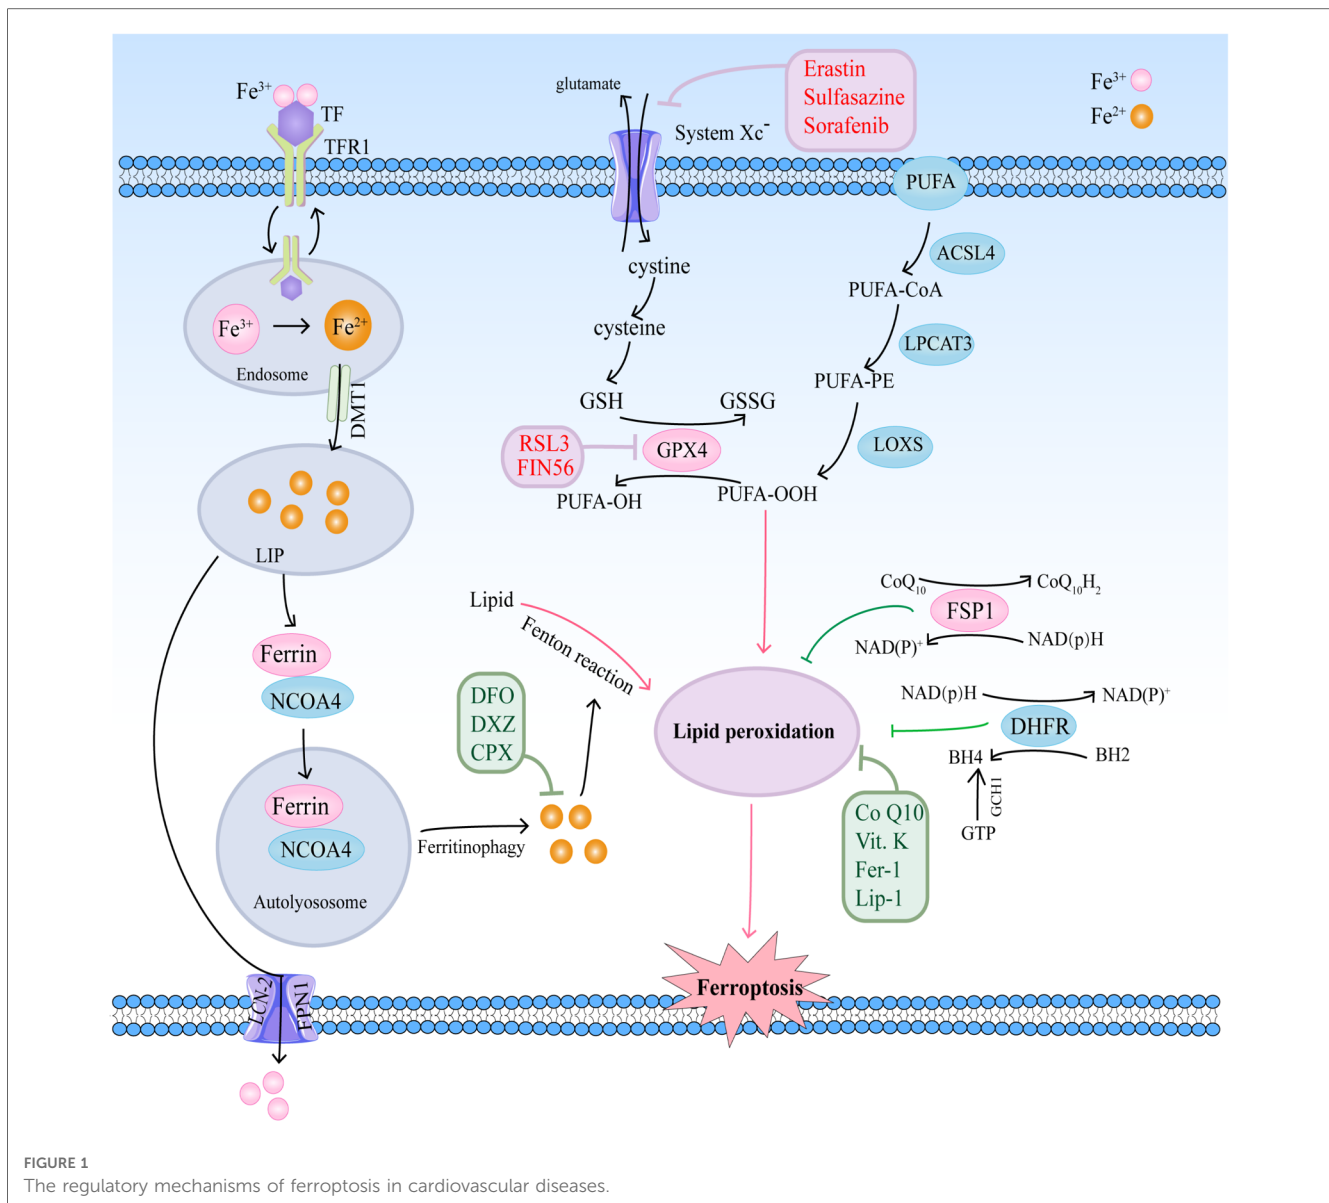 Fe³⁺
TF
TFR1
Fe³⁺
Fe²⁺
Endosome
DMT1
LIP
Ferrin
NCOA4
Ferrin
NCOA4
Autolyososome
LCN-2
FPN1
Ferritinophagy
glutamate
System Xc⁻
Erastin
Sulfasazine
Sorafenib
Fe³⁺
Fe²⁺
cystine
cysteine
GSH
GSSG
RSL3
FIN56
GPX4
PUFA-OH
PUFA-OOH
PUFA
ACSL4
PUFA-CoA
LPCAT3
PUFA-PE
LOXS
Lipid
Fenton reaction
DFO
DXZ
CPX
Lipid peroxidation
CoQ₁₀
CoQ₁₀H₂
FSP1
NAD(P)⁺
NAD(p)H
NAD(p)H
NAD(P)⁺
DHFR
BH4
BH2
GCH1
GTP
Co Q10
Vit. K
Fer-1
Lip-1
Ferroptosis
FIGURE 1
The regulatory mechanisms of ferroptosis in cardiovascular diseases.